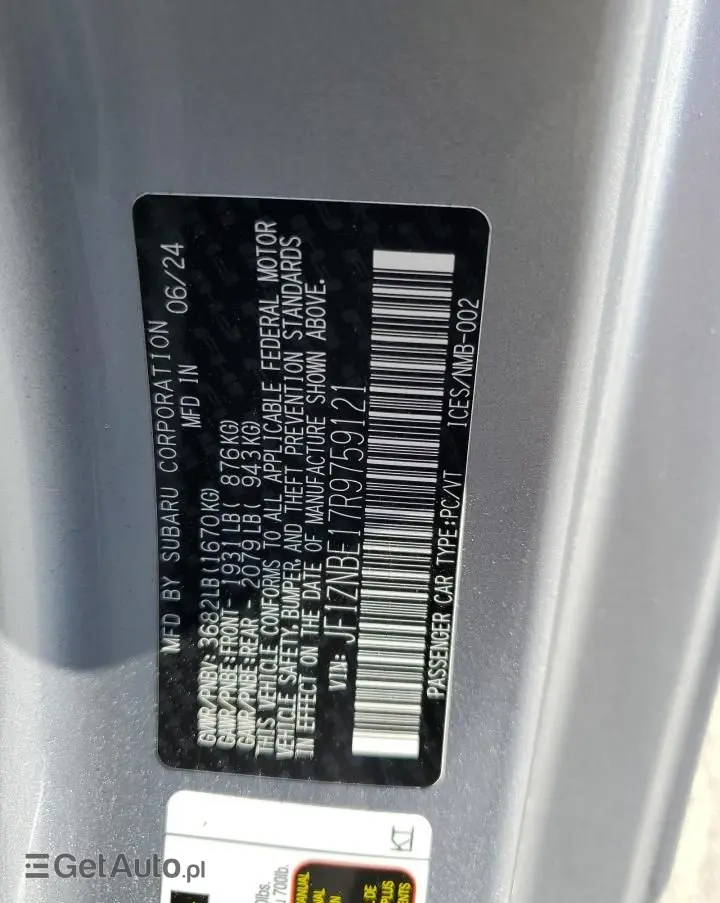 MFD BY SUBARU CORPORATION
MFD IN 06/24
GVWR/PNBV: 3682LB(1670KG)
GAWR/PNBE:FRONT- 1931LB( 876KG)
GAWR/PNBE:REAR - 2079LB( 943KG)
THIS VEHICLE CONFORMS TO ALL APPLICABLE FEDERAL MOTOR
VEHICLE SAFETY,BUMPER,AND THEFT PREVENTION STANDARDS
IN EFFECT ON THE DATE OF MANUFACTURE SHOWN ABOVE.
VIN: JF1ZNBE17R9759121
PASSENGER CAR TYPE:PC/VT ICES/NMB-002
KI
700lb.
MANUAL
GetAuto.pl